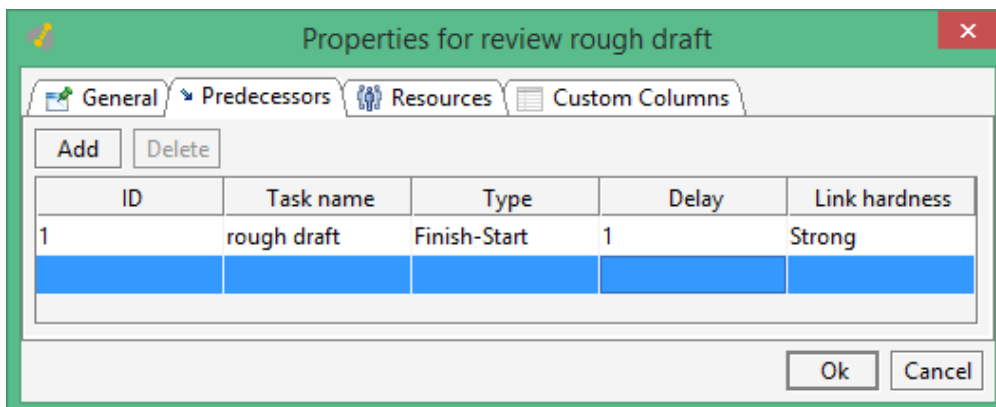 Properties for review rough draft
General Predecessors Resources Custom Columns
Add Delete
ID Task name Type Delay Link hardness
1 rough draft Finish-Start 1 Strong
Ok Cancel